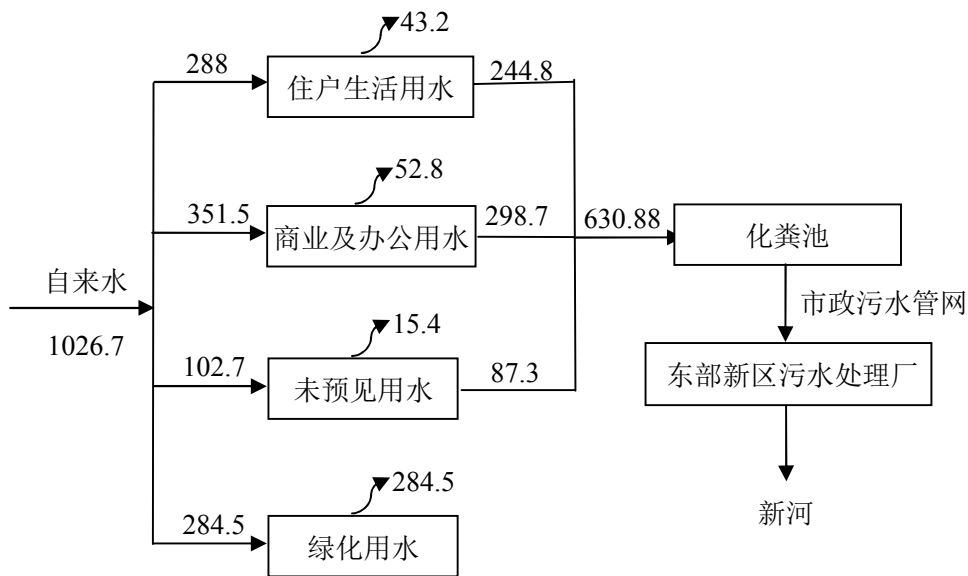 43.2
288
住户生活用水
244.8
52.8
351.5
商业及办公用水
298.7
630.88
化粪池
自来水
1026.7
市政污水管网
15.4
102.7
未预见用水
87.3
东部新区污水处理厂
284.5
284.5
绿化用水
新河